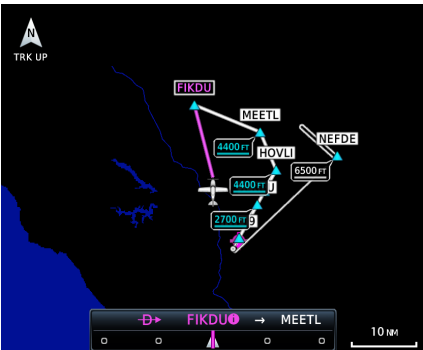 N
TRK UP
FIKDU
MEETL
4400 FT
NEFDE
HOVLI
6500 FT
4400 FT
2700 FT
D FIKDU i → MEETL
10 NM